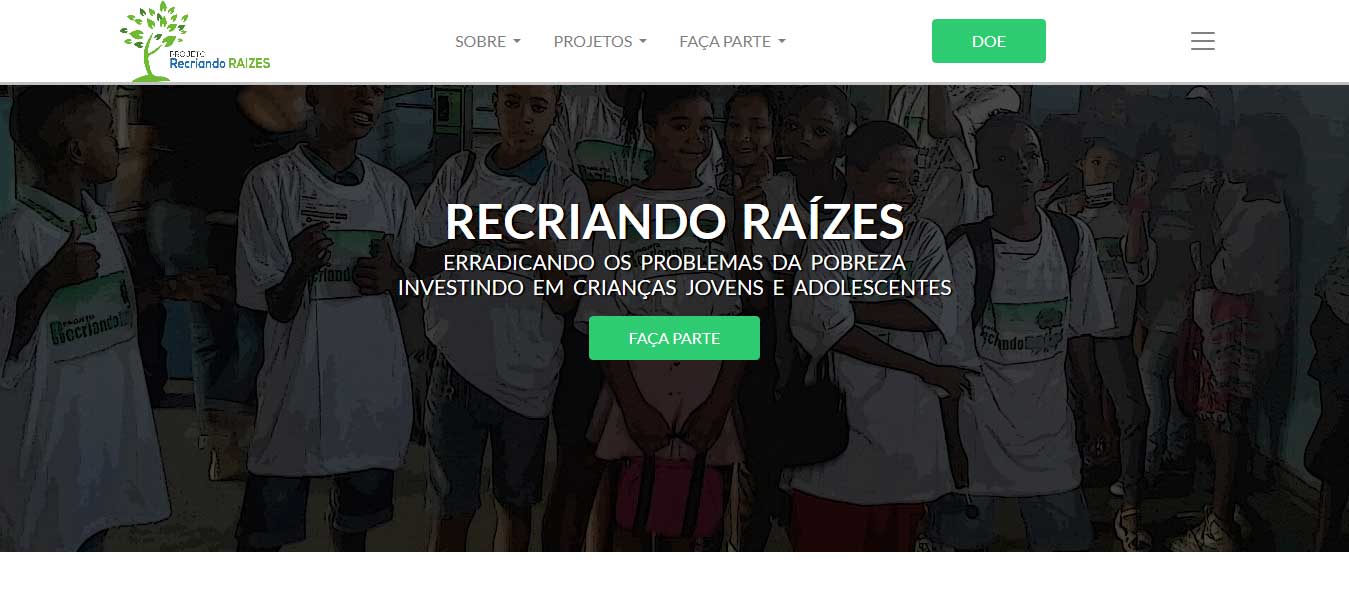 PROJETO
Recriando RAIZES
SOBRE
PROJETOS
FAÇA PARTE
DOE
RECRIANDO RAÍZES
ERRADICANDO OS PROBLEMAS DA POBREZA
INVESTINDO EM CRIANÇAS JOVENS E ADOLESCENTES
FAÇA PARTE
Recriando